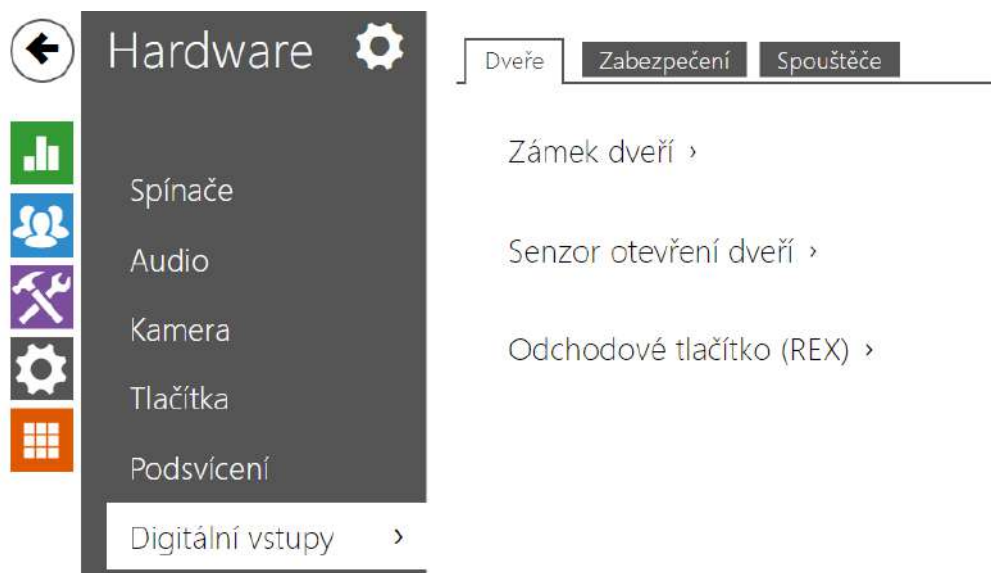 Hardware
Spínače
Audio
Kamera
Tlačítka
Podsvícení
Digitální vstupy ›
Dveře Zabezpečení Spouštěče
Zámek dveří ›
Senzor otevření dveří ›
Odchodové tlačítko (REX) ›